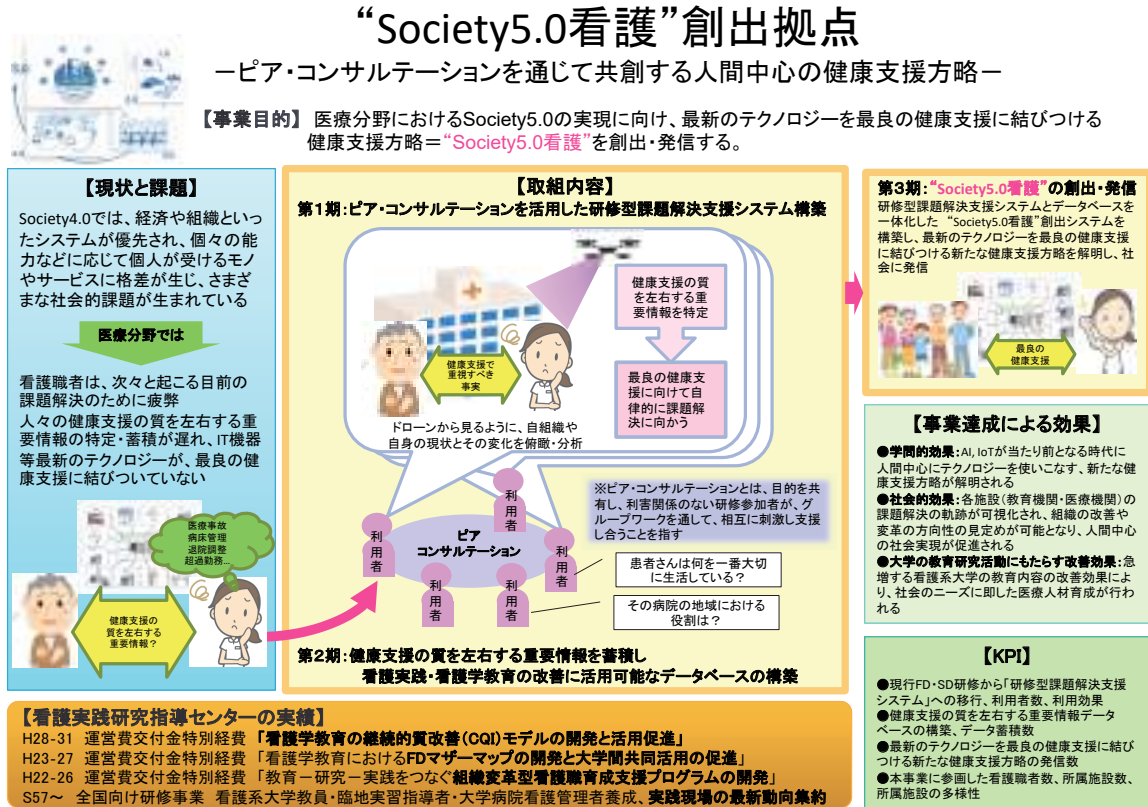 “Society5.0看護”創出拠点
－ピア・コンサルテーションを通じて共創する人間中心の健康支援方略－
【事業目的】 医療分野におけるSociety5.0の実現に向け、最新のテクノロジーを最良の健康支援に結びつける
健康支援方略＝“Society5.0看護”を創出・発信する。
【現状と課題】
Society4.0では、経済や組織といっ
たシステムが優先され、個々の能
力などに応じて個人が受けるモノ
やサービスに格差が生じ、さまざ
まな社会的課題が生まれている
医療分野では
看護職者は、次々と起こる目前の
課題解決のために疲弊
人々の健康支援の質を左右する重
要情報の特定・蓄積が遅れ、IT機器
等最新のテクノロジーが、最良の健
康支援に結びついていない
医療事故
病床管理
退院調整
超過勤務…
健康支援の
質を左右する
重要情報？
【取組内容】
第１期：ピア・コンサルテーションを活用した研修型課題解決支援システム構築
健康支援で
重視すべき
事実
健康支援の質
を左右する重
要情報を特定
最良の健康支
援に向けて自
律的に課題解
決に向かう
ドローンから見るように、自組織や
自身の現状とその変化を俯瞰・分析
利用者
利用者
利用者
利用者
利用者
ピア
コンサルテーション
※ピア・コンサルテーションとは、目的を共
有し、利害関係のない研修参加者が、グ
ループワークを通して、相互に刺激し支援
し合うことを指す
患者さんは何を一番大切
に生活している？
その病院の地域における
役割は？
第２期：健康支援の質を左右する重要情報を蓄積し
看護実践・看護学教育の改善に活用可能なデータベースの構築
第３期：“Society5.0看護”の創出・発信
研修型課題解決支援システムとデータベースを
一体化した “Society5.0看護”創出システムを
構築し、最新のテクノロジーを最良の健康支援
に結びつける新たな健康支援方略を解明し、社
会に発信
最良の
健康支援
【事業達成による効果】
●学問的効果：AI, IoTが当たり前となる時代に
人間中心にテクノロジーを使いこなす、新たな健
康支援方略が解明される
●社会的効果：各施設（教育機関・医療機関）の
課題解決の軌跡が可視化され、組織の改善や
変革の方向性の見定めが可能となり、人間中心
の社会実現が促進される
●大学の教育研究活動にもたらす改善効果：急
増する看護系大学の教育内容の改善効果によ
り、社会のニーズに即した医療人材育成が行わ
れる
【KPI】
●現行FD・SD研修から「研修型課題解決支援
システム」への移行、利用者数、利用効果
●健康支援の質を左右する重要情報データ
ベースの構築、データ蓄積数
●最新のテクノロジーを最良の健康支援に結び
つける新たな健康支援方略の発信数
●本事業に参画した看護職者数、所属施設数、
所属施設の多様性
【看護実践研究指導センターの実績】
H28-31 運営費交付金特別経費 「看護学教育の継続的質改善（CQI）モデルの開発と活用促進」
H23-27 運営費交付金特別経費 「看護学教育におけるFDマザーマップの開発と大学間共同活用の促進」
H22-26 運営費交付金特別経費 「教育－研究－実践をつなぐ組織変革型看護職育成支援プログラムの開発」
S57～ 全国向け研修事業 看護系大学教員・臨地実習指導者・大学病院看護管理者養成、実践現場の最新動向集約